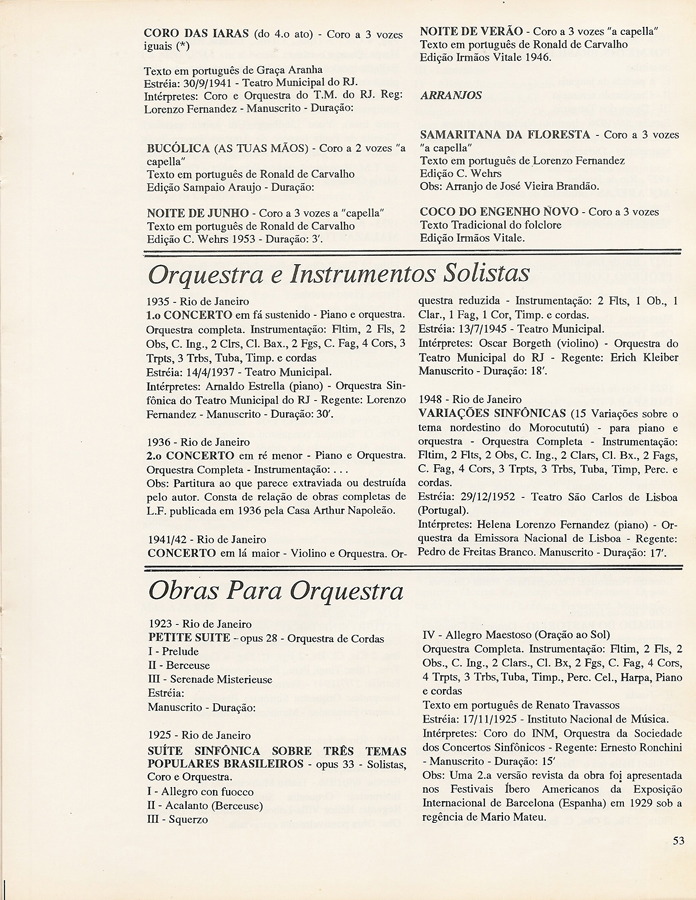 CORO DAS IARAS (do 4.o ato) - Coro a 3 vozes
iguais (*)
Texto em português de Graça Aranha
Estréia: 30/9/1941 - Teatro Municipal do RJ.
Intérpretes: Coro e Orquestra do T.M. do RJ. Reg:
Lorenzo Fernandez - Manuscrito - Duração:
BUCÓLICA (AS TUAS MÃOS) - Coro a 2 vozes "a
capella"
Texto em português de Ronald de Carvalho
Edição Sampaio Araujo - Duração:
NOITE DE JUNHO - Coro a 3 vozes a "capella"
Texto em português de Ronald de Carvalho
Edição C. Wehrs 1953 - Duração: 3'.
NOITE DE VERÃO - Coro a 3 vozes "a capella"
Texto em português de Ronald de Carvalho
Edição Irmãos Vitale 1946.
ARRANJOS
SAMARITANA DA FLORESTA - Coro a 3 vozes
"a capella"
Texto em português de Lorenzo Fernandez
Edição C. Wehrs
Obs: Arranjo de José Vieira Brandão.
COCO DO ENGENHO NOVO - Coro a 3 vozes
Texto Tradicional do folclore
Edição Irmãos Vitale.
Orquestra e Instrumentos Solistas
1935 - Rio de Janeiro
1.o CONCERTO em fá sustenido - Piano e orquestra.
Orquestra completa. Instrumentação: Fltim, 2 Fls, 2
Obs, C. Ing., 2 Clrs, Cl. Bax., 2 Fgs, C. Fag, 4 Cors, 3
Trpts, 3 Trbs, Tuba, Timp. e cordas
Estréia: 14/4/1937 - Teatro Municipal.
Intérpretes: Arnaldo Estrella (piano) - Orquestra Sin-
fônica do Teatro Municipal do RJ - Regente: Lorenzo
Fernandez - Manuscrito - Duração: 30'.
1936 - Rio de Janeiro
2.o CONCERTO em ré menor - Piano e Orquestra.
Orquestra Completa - Instrumentação: . . .
Obs: Partitura ao que parece extraviada ou destruída
pelo autor. Consta de relação de obras completas de
L.F. publicada em 1936 pela Casa Arthur Napoleão.
1941/42 - Rio de Janeiro
CONCERTO em lá maior - Violino e Orquestra. Or-
questra reduzida - Instrumentação: 2 Flts, 1 Ob., 1
Clar., 1 Fag, 1 Cor, Timp. e cordas.
Estréia: 13/7/1945 - Teatro Municipal.
Intérpretes: Oscar Borgeth (violino) - Orquestra do
Teatro Municipal do RJ - Regente: Erich Kleiber
Manuscrito - Duração: 18'.
1948 - Rio de Janeiro
VARIAÇÕES SINFÔNICAS (15 Variações sobre o
tema nordestino do Morocututú) - para piano e
orquestra - Orquestra Completa - Instrumentação:
Fltim, 2 Flts, 2 Obs, C. Ing., 2 Clars, Cl. Bx., 2 Fags,
C. Fag, 4 Cors, 3 Trpts, 3 Trbs, Tuba, Timp, Perc. e
cordas.
Estréia: 29/12/1952 - Teatro São Carlos de Lisboa
(Portugal).
Intérpretes: Helena Lorenzo Fernandez (piano) - Or-
questra da Emissora Nacional de Lisboa - Regente:
Pedro de Freitas Branco. Manuscrito - Duração: 17'.
Obras Para Orquestra
1923 - Rio de Janeiro
PETITE SUITE - opus 28 - Orquestra de Cordas
I - Prelude
II - Berceuse
III - Serenade Misterieuse
Estréia:
Manuscrito - Duração:
1925 - Rio de Janeiro
SUÍTE SINFÔNICA SOBRE TRÊS TEMAS
POPULARES BRASILEIROS - opus 33 - Solistas,
Coro e Orquestra.
I - Allegro con fuocco
II - Acalanto (Berceuse)
III - Squerzo
IV - Allegro Maestoso (Oração ao Sol)
Orquestra Completa. Instrumentação: Fltim, 2 Fls, 2
Obs., C. Ing., 2 Clars., Cl. Bx, 2 Fgs, C. Fag, 4 Cors,
4 Trpts, 3 Trbs, Tuba, Timp., Perc. Cel., Harpa, Piano
e cordas
Texto em português de Renato Travassos
Estréia: 17/11/1925 - Instituto Nacional de Música.
Intérpretes: Coro do INM, Orquestra da Sociedade
dos Concertos Sinfônicos - Regente: Ernesto Ronchini
- Manuscrito - Duração: 15'
Obs: Uma 2.a versão revista da obra foi apresentada
nos Festivais Íbero Americanos da Exposição
Internacional de Barcelona (Espanha) em 1929 sob a
regência de Mario Mateu.
53